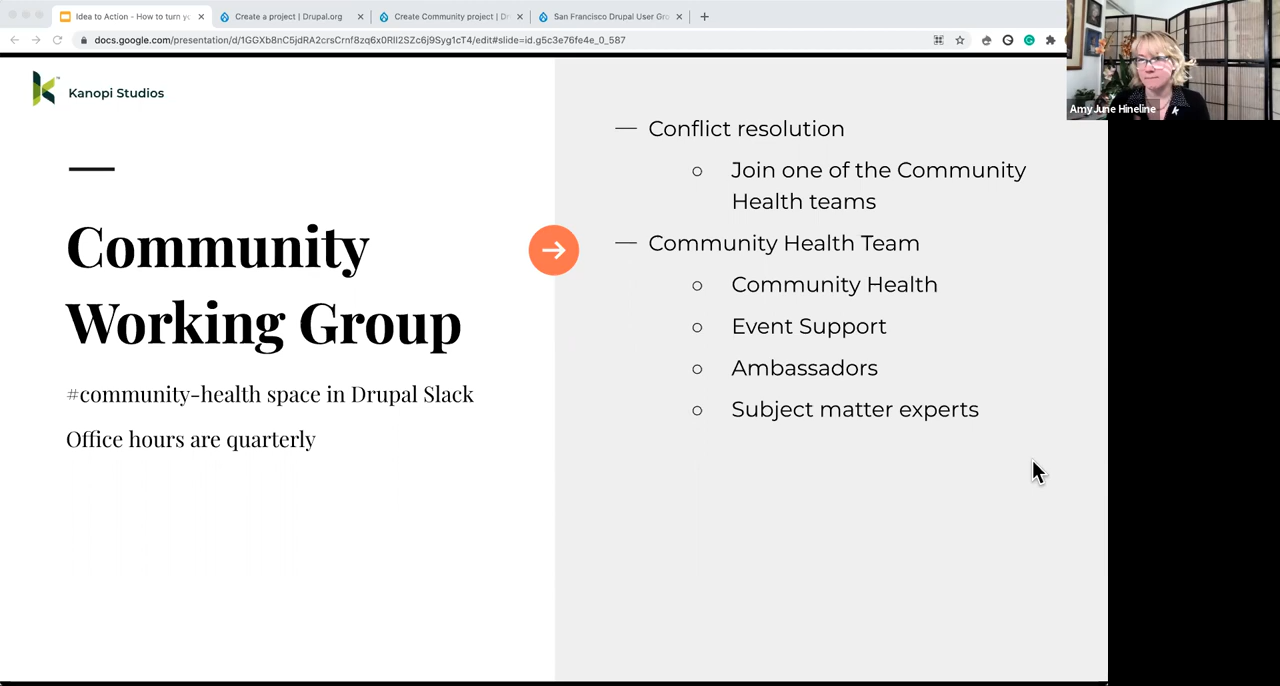 Idea to Action - How to turn yo
Create a project | Drupal.org
Create Community project | Dr
San Francisco Drupal User Gro
docs.google.com/presentation/d/1GGXb8nC5jdRA2crsCrnf8zq6x0RlI2SZc6j9Syg1cT4/edit#slide=id.g5c3e76fe4e_0_587
Amy June Hineline
Kanopi Studios
Community
Working Group
#community-health space in Drupal Slack
Office hours are quarterly
— Conflict resolution
○ Join one of the Community
Health teams
— Community Health Team
○ Community Health
○ Event Support
○ Ambassadors
○ Subject matter experts